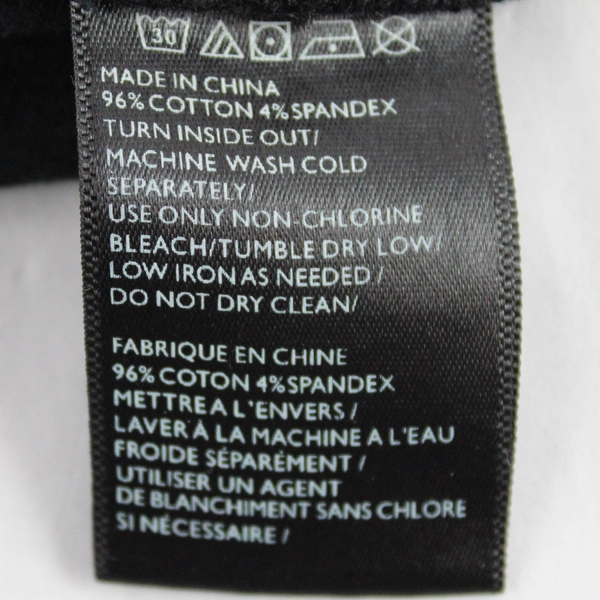 30
MADE IN CHINA
96% COTTON 4%SPANDEX
TURN INSIDE OUT/
MACHINE WASH COLD
SEPARATELY/
USE ONLY NON-CHLORINE
BLEACH/TUMBLE DRY LOW/
LOW IRON AS NEEDED /
DO NOT DRY CLEAN/
FABRIQUE EN CHINE
96% COTON 4%SPANDEX
METTRE A L'ENVERS /
LAVER À LA MACHINE A L'EAU
FROIDE SÉPARÉMENT /
UTILISER UN AGENT
DE BLANCHIMENT SANS CHLORE
SI NÉCESSAIRE /